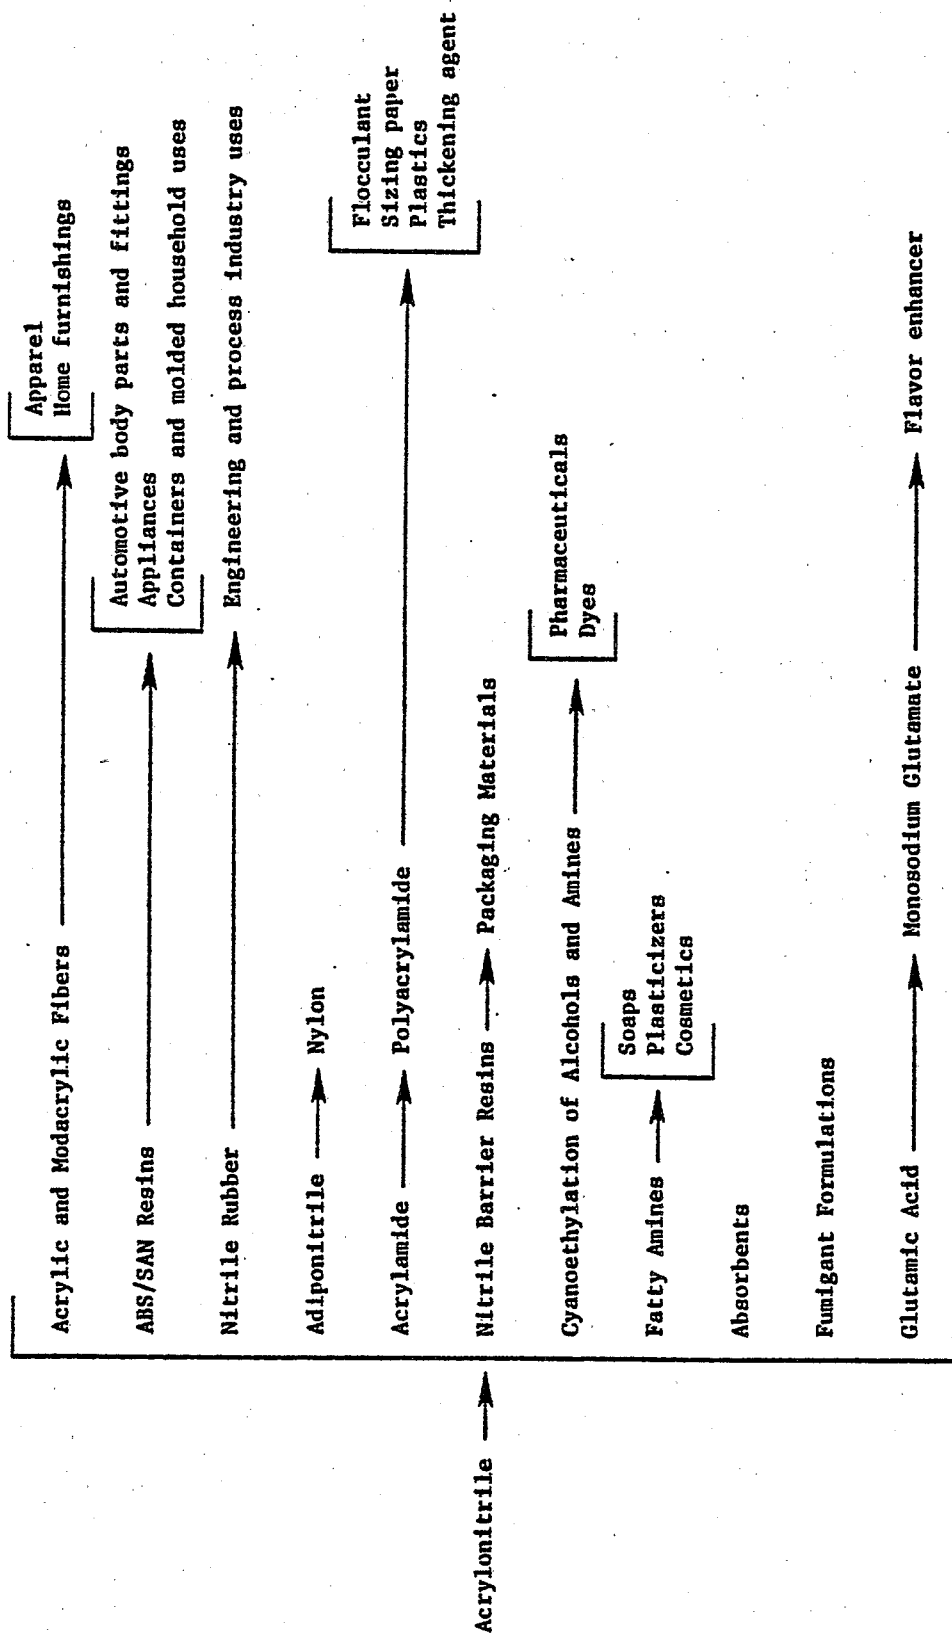 Acrylonitrile
Acrylic and Modacrylic Fibers
Apparel
Home furnishings
ABS/SAN Resins
Automotive body parts and fittings
Appliances
Containers and molded household uses
Nitrile Rubber
Engineering and process industry uses
Adiponitrile
Nylon
Acrylamide
Polyacrylamide
Flocculant
Sizing paper
Plastics
Thickening agent
Nitrile Barrier Resins
Packaging Materials
Cyanoethylation of Alcohols and Amines
Pharmaceuticals
Dyes
Fatty Amines
Soaps
Plasticizers
Cosmetics
Absorbents
Fumigant Formulations
Glutamic Acid
Monosodium Glutamate
Flavor enhancer